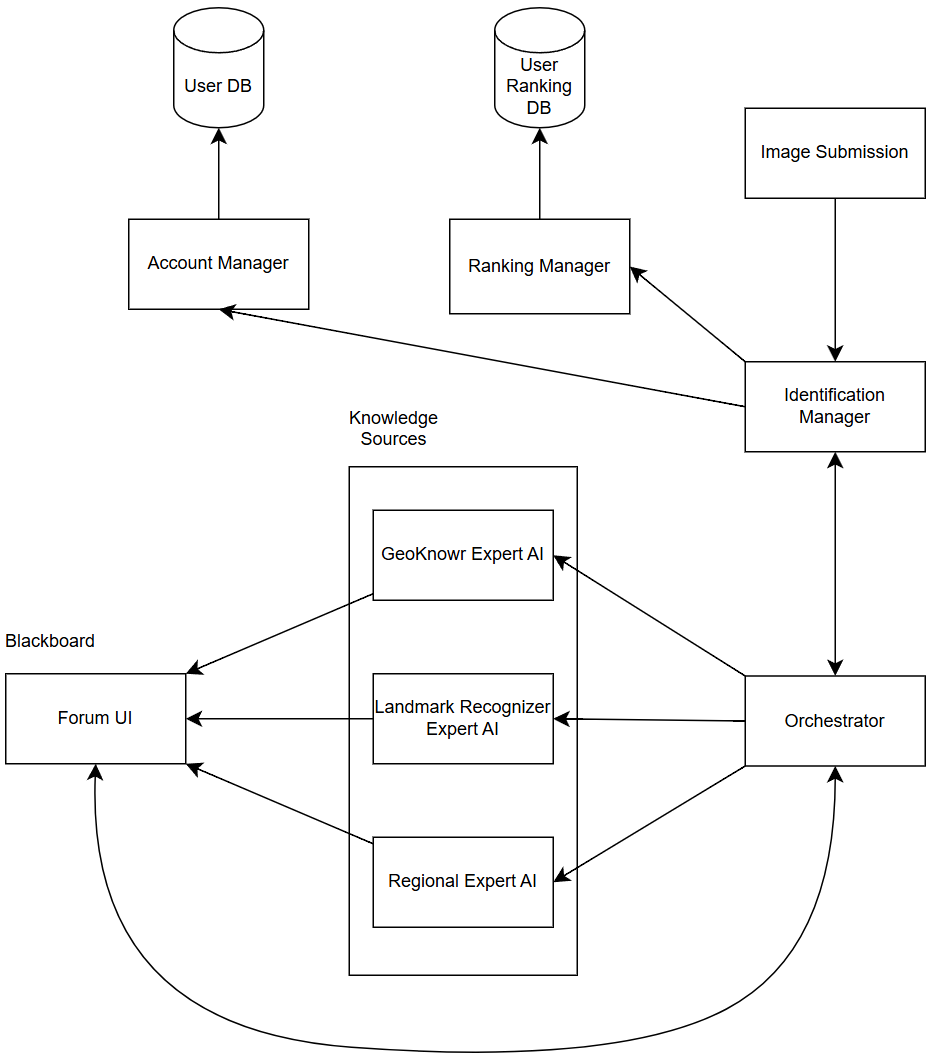 User DB
User
Ranking
DB
Image Submission
Account Manager
Ranking Manager
Identification
Manager
Knowledge
Sources
GeoKnowr Expert AI
Blackboard
Forum UI
Landmark Recognizer
Expert AI
Orchestrator
Regional Expert AI